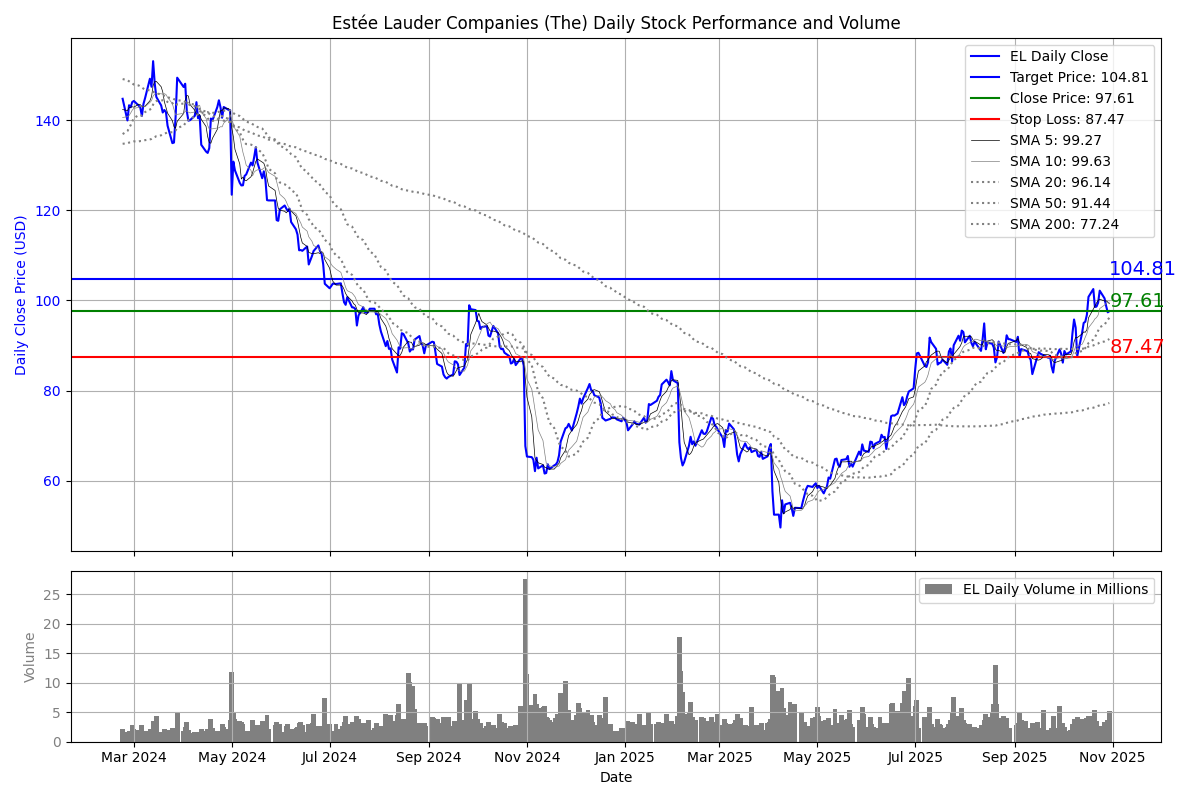 Estée Lauder Companies (The) Daily Stock Performance and Volume
EL Daily Close
Target Price: 104.81
Close Price: 97.61
Stop Loss: 87.47
SMA 5: 99.27
SMA 10: 99.63
SMA 20: 96.14
SMA 50: 91.44
SMA 200: 77.24
Daily Close Price (USD)
140
120
100
80
60
104.81
97.61
87.47
EL Daily Volume in Millions
Volume
25
20
15
10
5
0
Mar 2024 May 2024 Jul 2024 Sep 2024 Nov 2024 Jan 2025 Mar 2025 May 2025 Jul 2025 Sep 2025 Nov 2025
Date